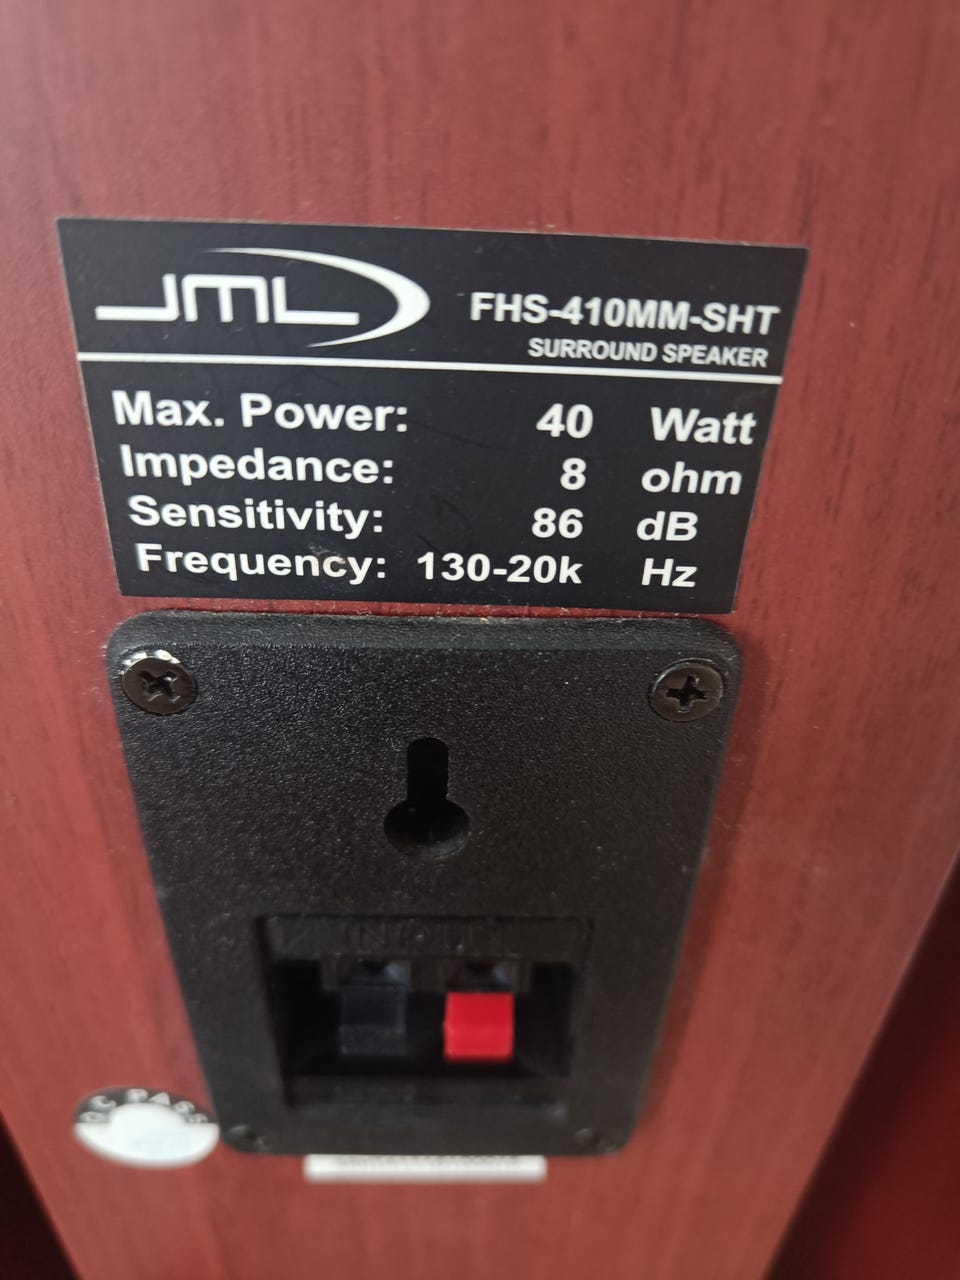 JML
FHS-410MM-SHT
SURROUND SPEAKER
Max. Power: 40 Watt
Impedance: 8 ohm
Sensitivity: 86 dB
Frequency: 130-20k Hz
INPUT
Q.C. PASS